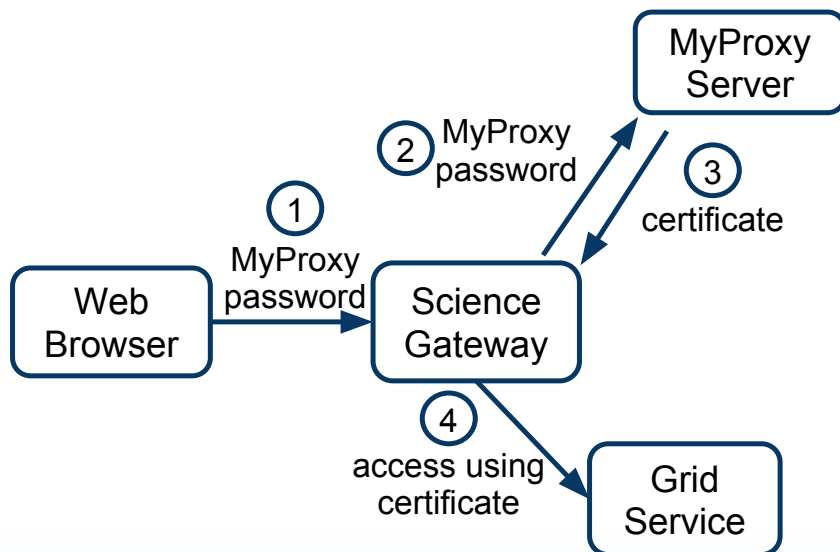 MyProxy
Server
2
MyProxy
password
3
certificate
1
MyProxy
password
Web
Browser
Science
Gateway
4
access using
certificate
Grid
Service